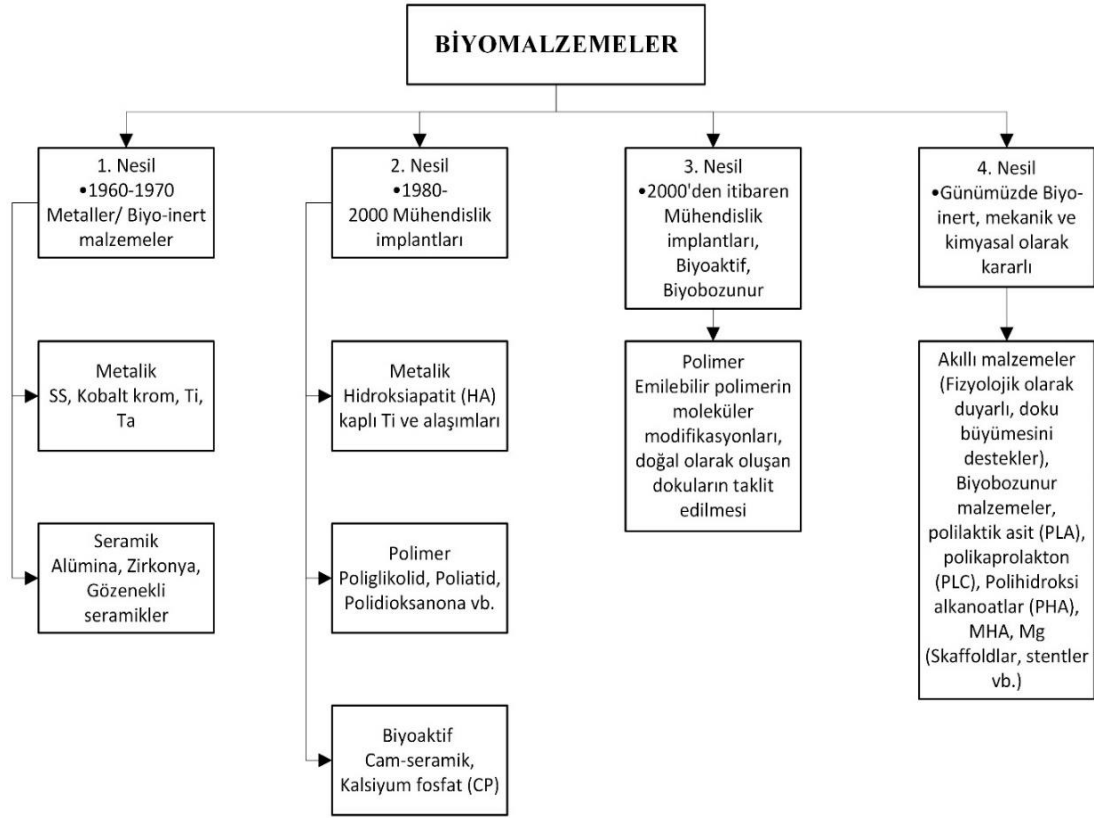 BİYOMALZEMELER
1. Nesil
•1960-1970
Metaller/ Biyo-inert
malzemeler
Metalik
SS, Kobalt krom, Ti,
Ta
Seramik
Alümina, Zirkonya,
Gözenekli
seramikler
2. Nesil
•1980-
2000 Mühendislik
implantları
Metalik
Hidroksiapatit (HA)
kaplı Ti ve alaşımları
Polimer
Poliglikolid, Poliatid,
Polidioksanona vb.
Biyoaktif
Cam-seramik,
Kalsiyum fosfat (CP)
3. Nesil
•2000'den itibaren
Mühendislik
implantları,
Biyoaktif,
Biyobozunur
Polimer
Emilebilir polimerin
moleküler
modifikasyonları,
doğal olarak oluşan
dokuların taklit
edilmesi
4. Nesil
•Günümüzde Biyo-
inert, mekanik ve
kimyasal olarak
kararlı
Akıllı malzemeler
(Fizyolojik olarak
duyarlı, doku
büyümesini
destekler),
Biyobozunur
malzemeler,
polilaktik asit (PLA),
polikaprolakton
(PLC), Polihidroksi
alkanoatlar (PHA),
MHA, Mg
(Skaffoldlar, stentler
vb.)